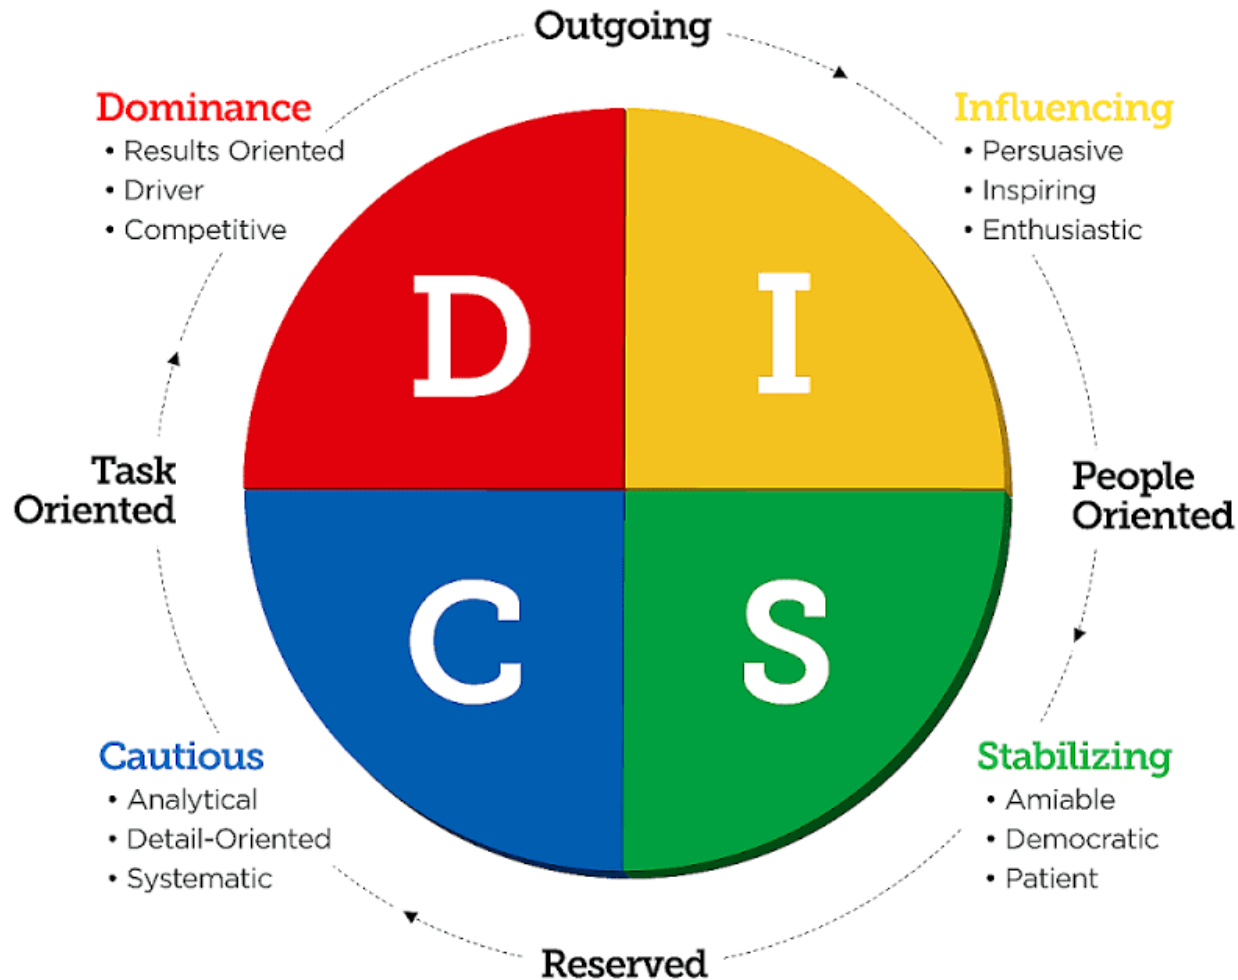 Outgoing
Dominance
• Results Oriented
• Driver
• Competitive
Influencing
• Persuasive
• Inspiring
• Enthusiastic
D
I
Task
Oriented
People
Oriented
C
S
Cautious
• Analytical
• Detail-Oriented
• Systematic
Stabilizing
• Amiable
• Democratic
• Patient
Reserved